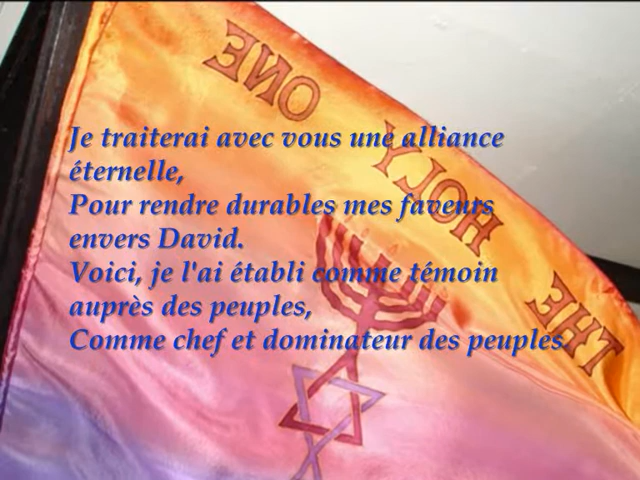 THE HOLY ONE
Je traiterai avec vous une alliance
éternelle,
Pour rendre durables mes faveurs
envers David.
Voici, je l'ai établi comme témoin
auprès des peuples,
Comme chef et dominateur des peuples.